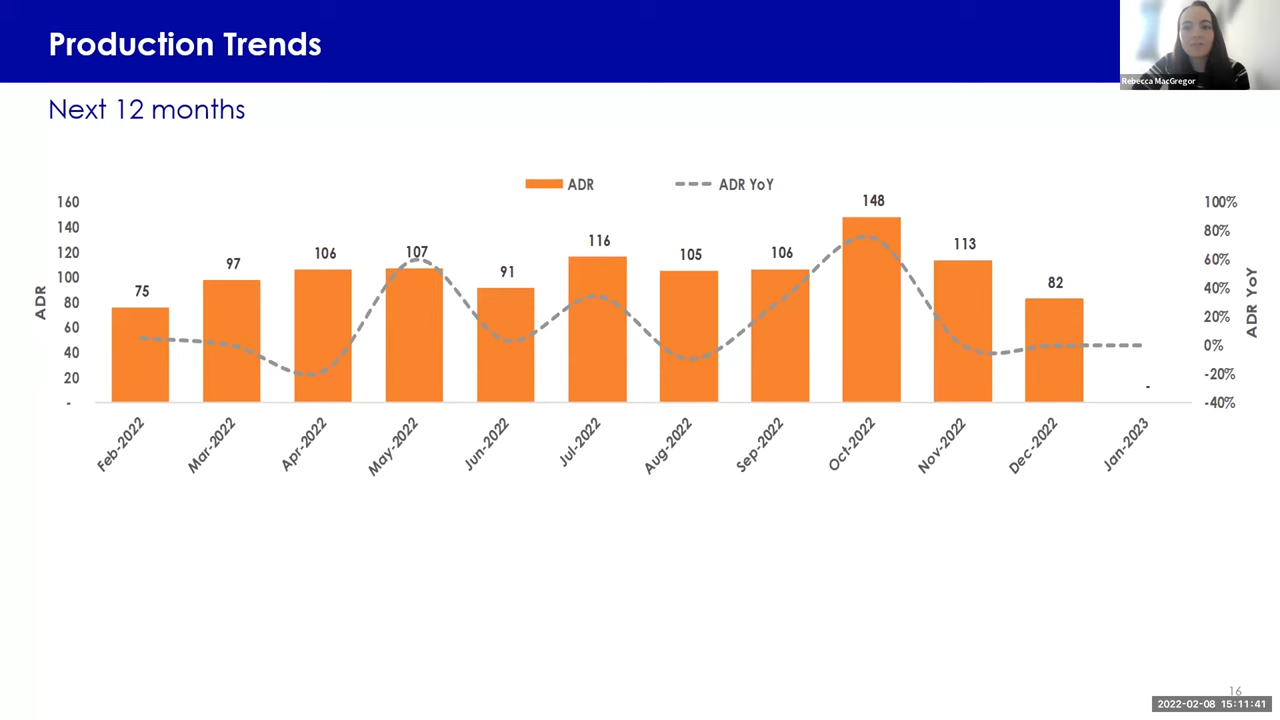 Production Trends
Rebecca MacGregor
Next 12 months
ADR
ADR YoY
160
140
120
100
80
60
40
20
-
ADR
75
97
106
107
91
116
105
106
148
113
82
-
100%
80%
60%
40%
20%
0%
-20%
-40%
ADR YoY
Feb-2022
Mar-2022
Apr-2022
May-2022
Jun-2022
Jul-2022
Aug-2022
Sep-2022
Oct-2022
Nov-2022
Dec-2022
Jan-2023
16
2022-02-08 15:11:41